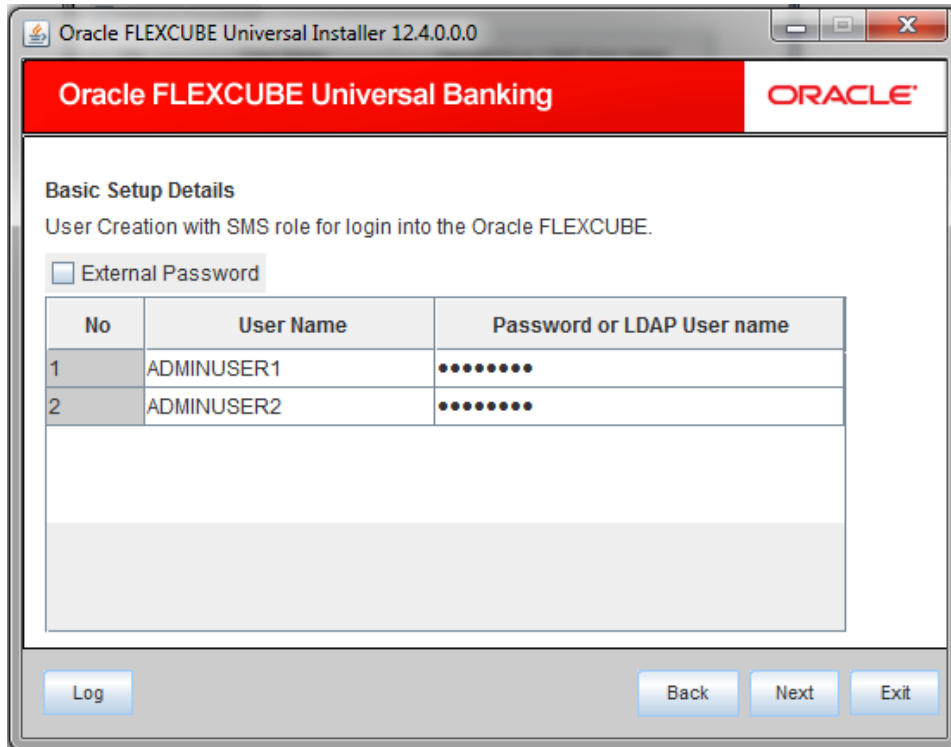 Oracle FLEXCUBE Universal Installer 12.4.0.0.0
Oracle FLEXCUBE Universal Banking ORACLE
Basic Setup Details
User Creation with SMS role for login into the Oracle FLEXCUBE.
External Password
No User Name Password or LDAP User name
1 ADMINUSER1 ••••••••
2 ADMINUSER2 ••••••••
Log Back Next Exit